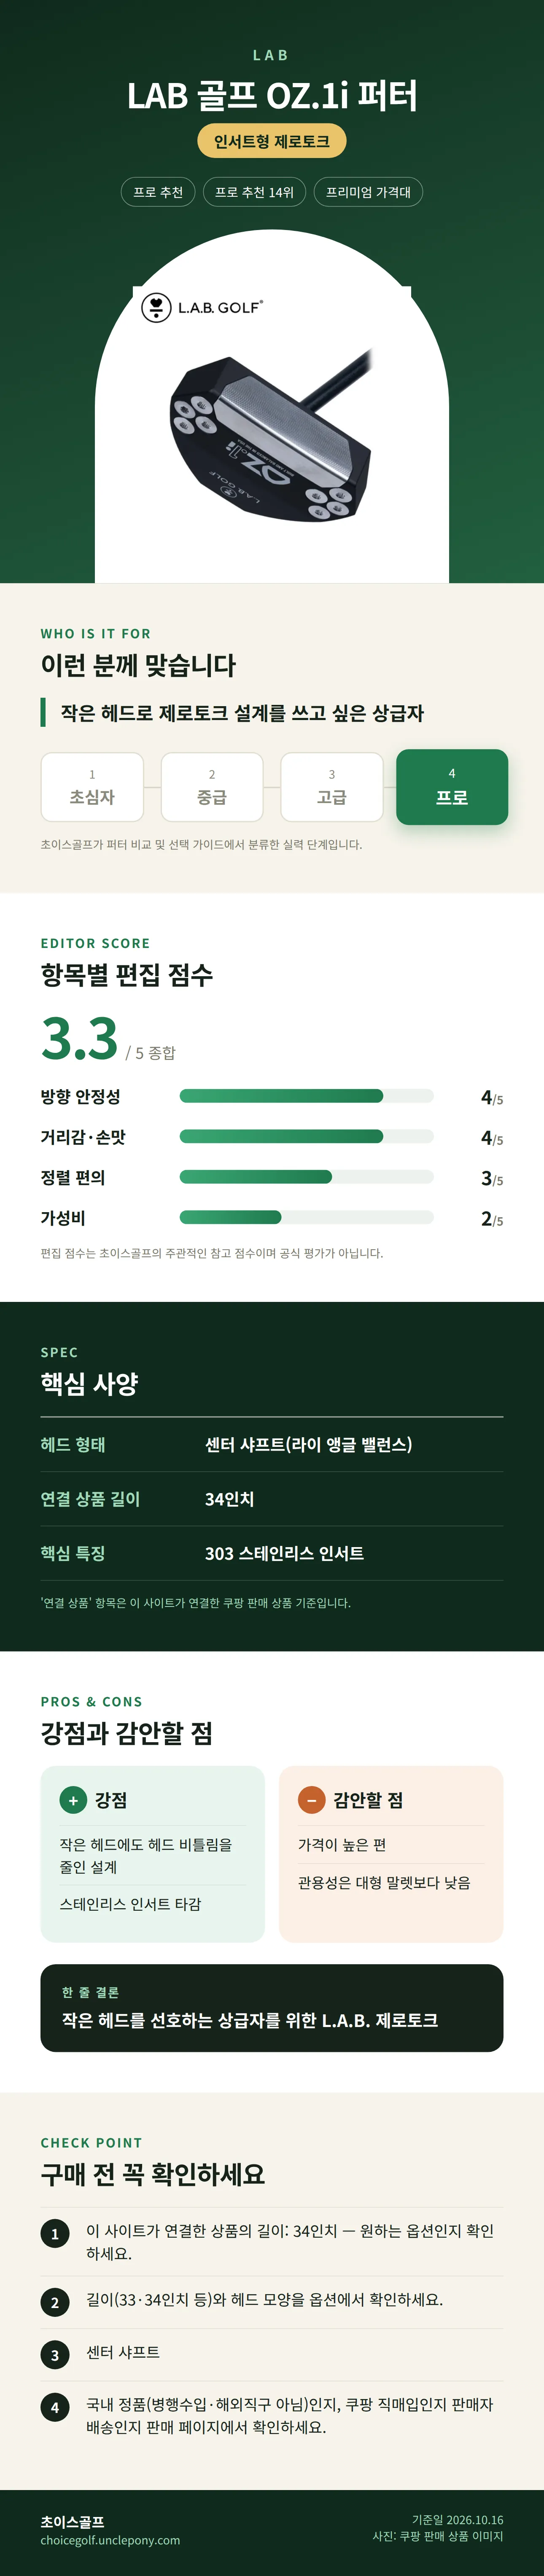 LAB
LAB 골프 OZ.1i 퍼터
인서트형 제로토크
프로 추천
프로 추천 14위
프리미엄 가격대
L.A.B. GOLF®
OZ.1i
LAB GOLF
WHO IS IT FOR
이런 분께 맞습니다
작은 헤드로 제로토크 설계를 쓰고 싶은 상급자
1
초심자
2
중급
3
고급
4
프로
초이스골프가 퍼터 비교 및 선택 가이드에서 분류한 실력 단계입니다.
EDITOR SCORE
항목별 편집 점수
3.3 / 5 종합
방향 안정성 4/5
거리감·손맛 4/5
정렬 편의 3/5
가성비 2/5
편집 점수는 초이스골프의 주관적인 참고 점수이며 공식 평가가 아닙니다.
SPEC
핵심 사양
헤드 형태 센터 샤프트(라이 앵글 밸런스)
연결 상품 길이 34인치
핵심 특징 303 스테인리스 인서트
'연결 상품' 항목은 이 사이트가 연결한 쿠팡 판매 상품 기준입니다.
PROS & CONS
강점과 감안할 점
+ 강점
작은 헤드에도 헤드 비틀림을
줄인 설계
스테인리스 인서트 타감
− 감안할 점
가격이 높은 편
관용성은 대형 말렛보다 낮음
한 줄 결론
작은 헤드를 선호하는 상급자를 위한 L.A.B. 제로토크
CHECK POINT
구매 전 꼭 확인하세요
1 이 사이트가 연결한 상품의 길이: 34인치 — 원하는 옵션인지 확인
하세요.
2 길이(33·34인치 등)와 헤드 모양을 옵션에서 확인하세요.
3 센터 샤프트
4 국내 정품(병행수입·해외직구 아님)인지, 쿠팡 직매입인지 판매자
배송인지 판매 페이지에서 확인하세요.
초이스골프
choicegolf.unclepony.com
기준일 2026.10.16
사진: 쿠팡 판매 상품 이미지